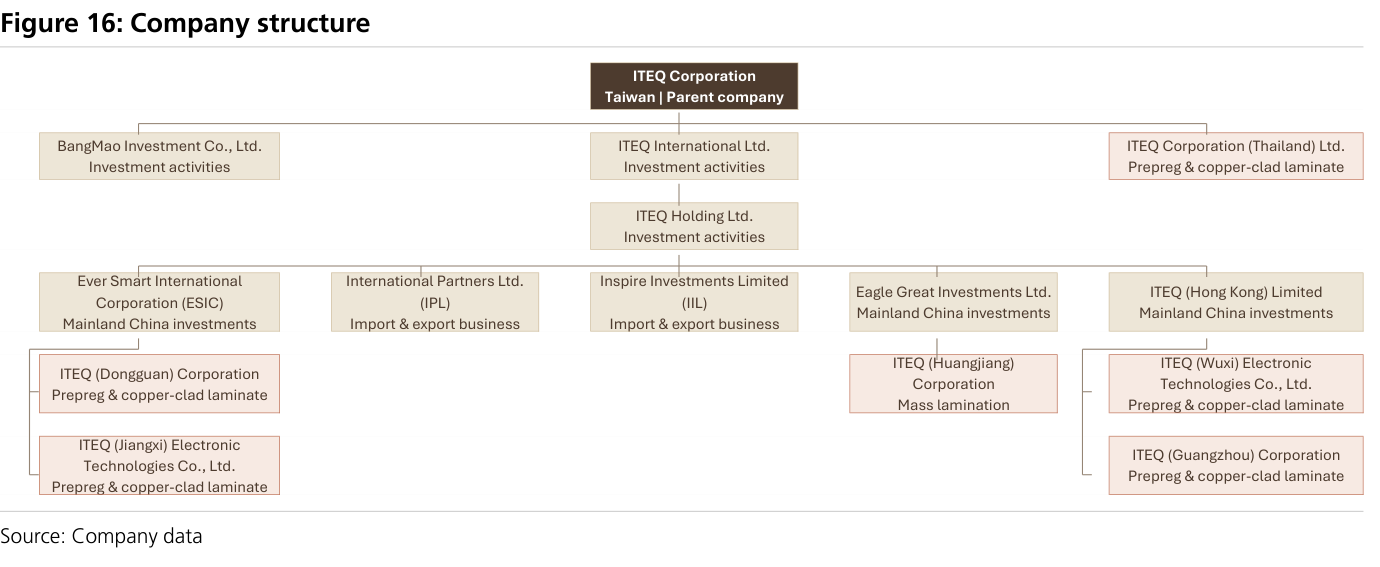 Figure 16: Company structure
ITEQ Corporation
Taiwan | Parent company
BangMao Investment Co., Ltd.
Investment activities
ITEQ International Ltd.
Investment activities
ITEQ Corporation (Thailand) Ltd.
Prepreg & copper-clad laminate
ITEQ Holding Ltd.
Investment activities
Ever Smart International
Corporation (ESIC)
Mainland China investments
International Partners Ltd.
(IPL)
Import & export business
Inspire Investments Limited
(IIL)
Import & export business
Eagle Great Investments Ltd.
Mainland China investments
ITEQ (Hong Kong) Limited
Mainland China investments
ITEQ (Dongguan) Corporation
Prepreg & copper-clad laminate
ITEQ (Huangjiang)
Corporation
Mass lamination
ITEQ (Wuxi) Electronic
Technologies Co., Ltd.
Prepreg & copper-clad laminate
ITEQ (Jiangxi) Electronic
Technologies Co., Ltd.
Prepreg & copper-clad laminate
ITEQ (Guangzhou) Corporation
Prepreg & copper-clad laminate
Source: Company data